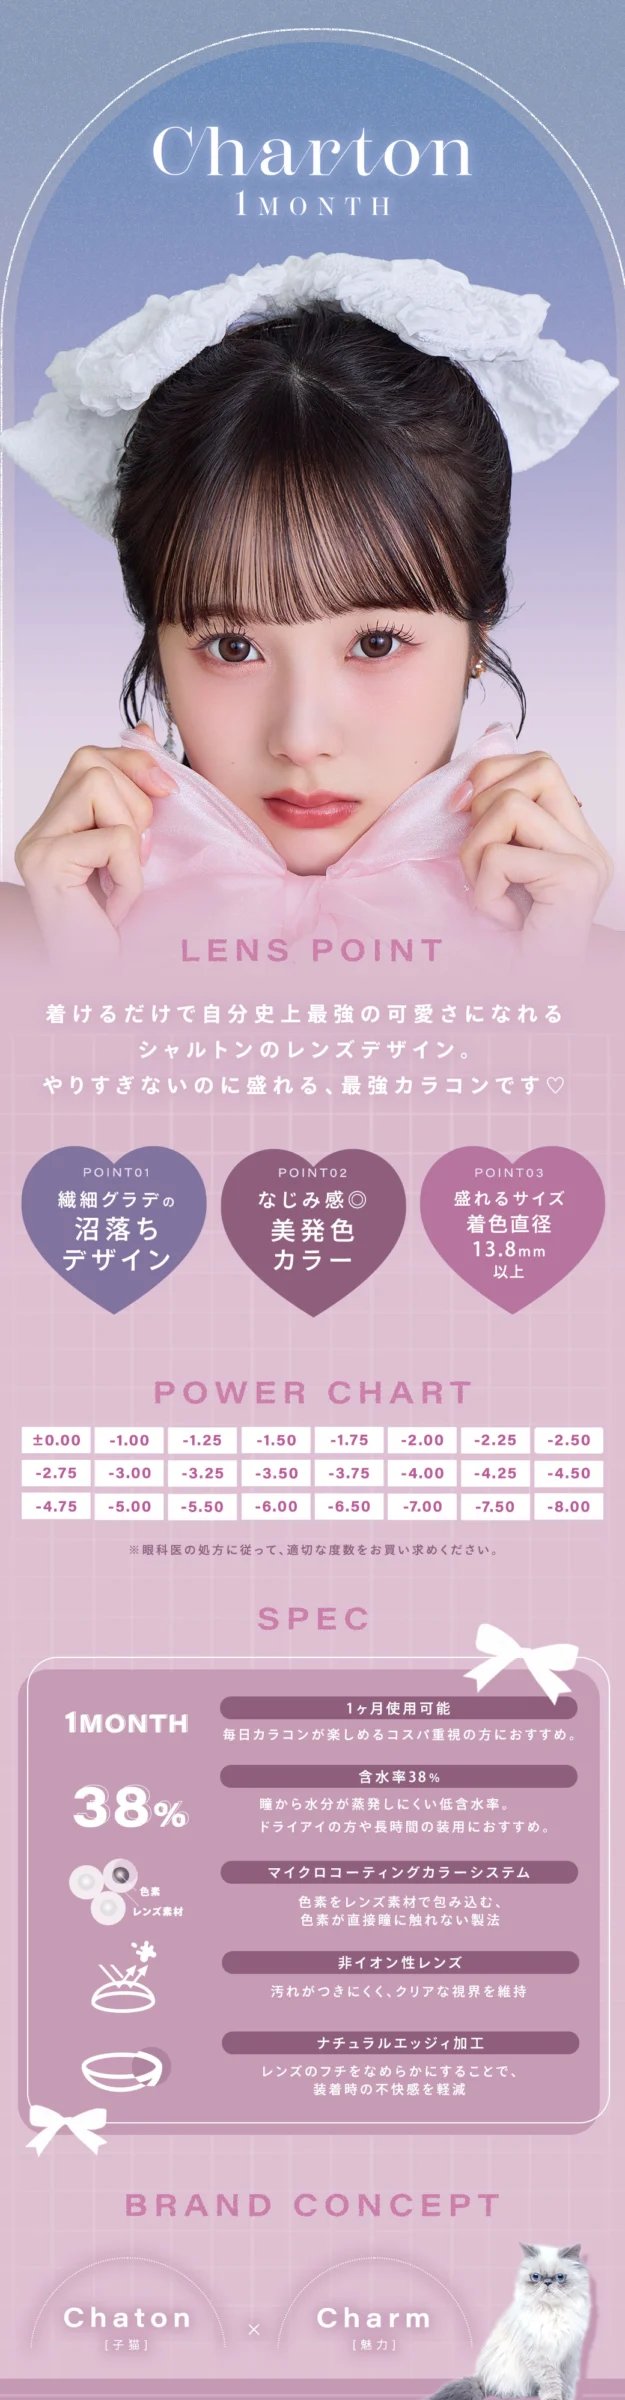 Charton
1 MONTH
LENS POINT
着けるだけで自分史上最強の可愛さになれる
シャルトンのレンズデザイン。
やりすぎないのに盛れる、最強カラコンです♡
POINT01
繊細グラデの
沼落ち
デザイン
POINT02
なじみ感◎
美発色
カラー
POINT03
盛れるサイズ
着色直径
13.8mm
以上
POWER CHART
±0.00 -1.00 -1.25 -1.50 -1.75 -2.00 -2.25 -2.50
-2.75 -3.00 -3.25 -3.50 -3.75 -4.00 -4.25 -4.50
-4.75 -5.00 -5.50 -6.00 -6.50 -7.00 -7.50 -8.00
※眼科医の処方に従って、適切な度数をお買い求めください。
SPEC
1MONTH
1ヶ月使用可能
毎日カラコンが楽しめるコスパ重視の方におすすめ。
38%
含水率38%
瞳から水分が蒸発しにくい低含水率。
ドライアイの方や長時間の装用におすすめ。
色素
レンズ素材
マイクロコーティングカラーシステム
色素をレンズ素材で包み込む、
色素が直接瞳に触れない製法
非イオン性レンズ
汚れがつきにくく、クリアな視界を維持
ナチュラルエッジィ加工
レンズのフチをなめらかにすることで、
装着時の不快感を軽減
BRAND CONCEPT
Chaton × Charm
[子猫] [魅力]